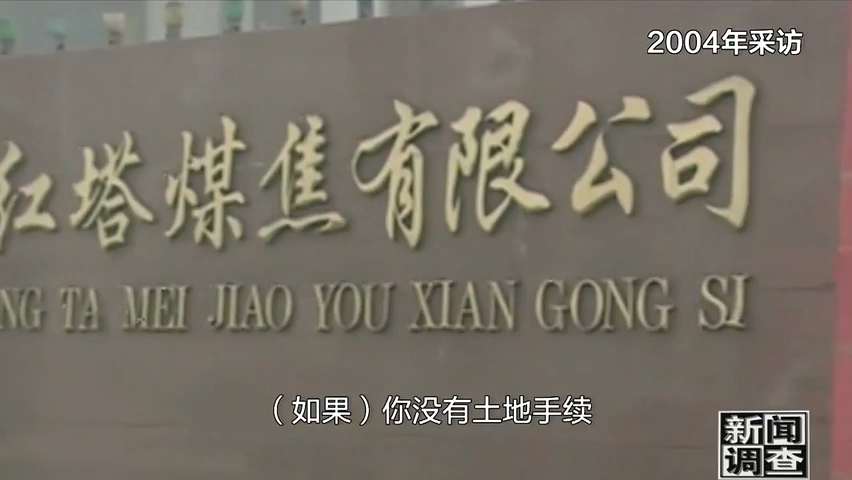 2004年采访
红塔煤焦有限公司
NG TA MEI JIAO YOU XIAN GONG SI
（如果）你没有土地手续
新闻
调查